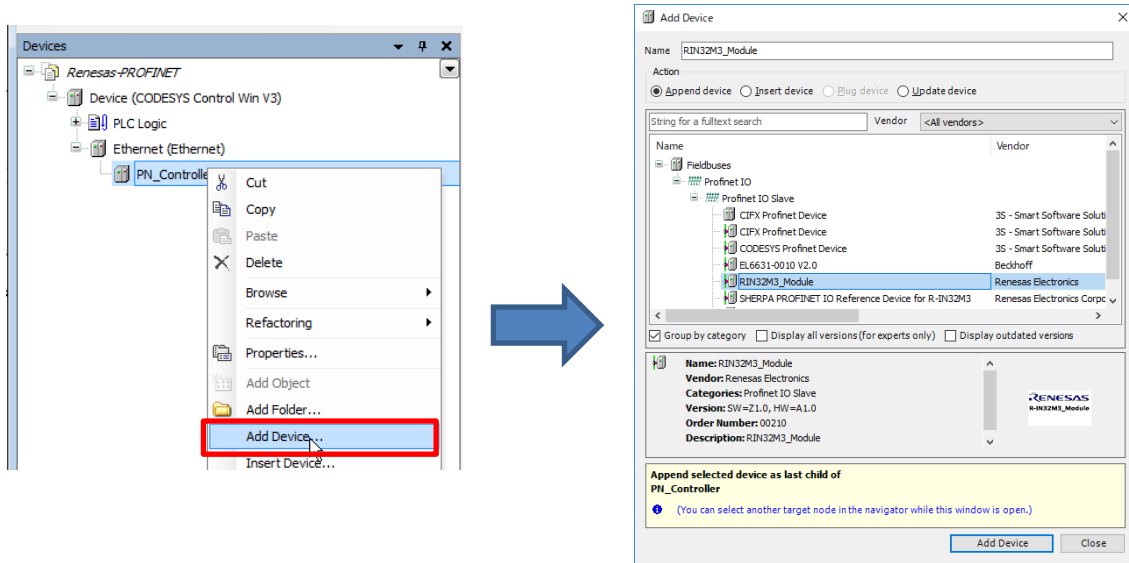 Devices
Renesas-PROFINET
Device (CODESYS Control Win V3)
PLC Logic
Ethernet (Ethernet)
PN_Controlle
Cut
Copy
Paste
Delete
Browse
Refactoring
Properties...
Add Object
Add Folder...
Add Device...
Insert Device...
Add Device
Name RIN32M3_Module
Action
Append device Insert device Plug device Update device
String for a fulltext search Vendor <All vendors>
Name Vendor
Fieldbuses
Profinet IO
Profinet IO Slave
CIFX Profinet Device 3S - Smart Software Soluti
CIFX Profinet Device 3S - Smart Software Soluti
CODESYS Profinet Device 3S - Smart Software Soluti
EL6631-0010 V2.0 Beckhoff
RIN32M3_Module Renesas Electronics
SHERPA PROFINET IO Reference Device for R-IN32M3 Renesas Electronics Corpc
Group by category Display all versions (for experts only) Display outdated versions
Name: RIN32M3_Module
Vendor: Renesas Electronics
Categories: Profinet IO Slave
Version: SW=Z1.0, HW=A1.0
Order Number: 00210
Description: RIN32M3_Module
RENESAS
R-IN32M3_Module
Append selected device as last child of
PN_Controller
(You can select another target node in the navigator while this window is open.)
Add Device Close